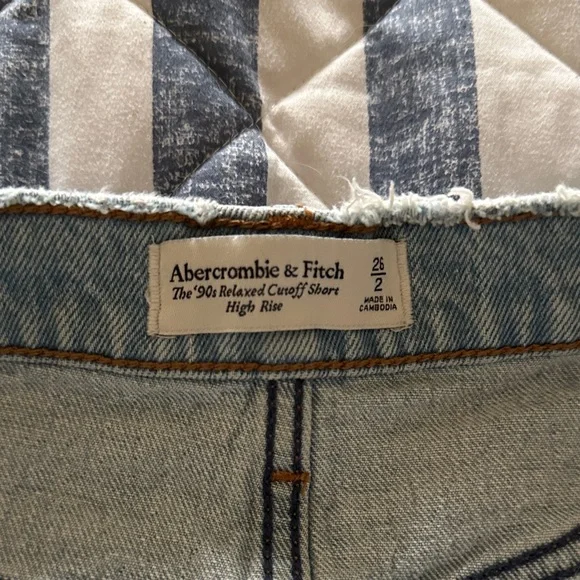 Abercrombie & Fitch
The '90s Relaxed Cutoff Short
High Rise
26
2
MADE IN
CAMBODIA